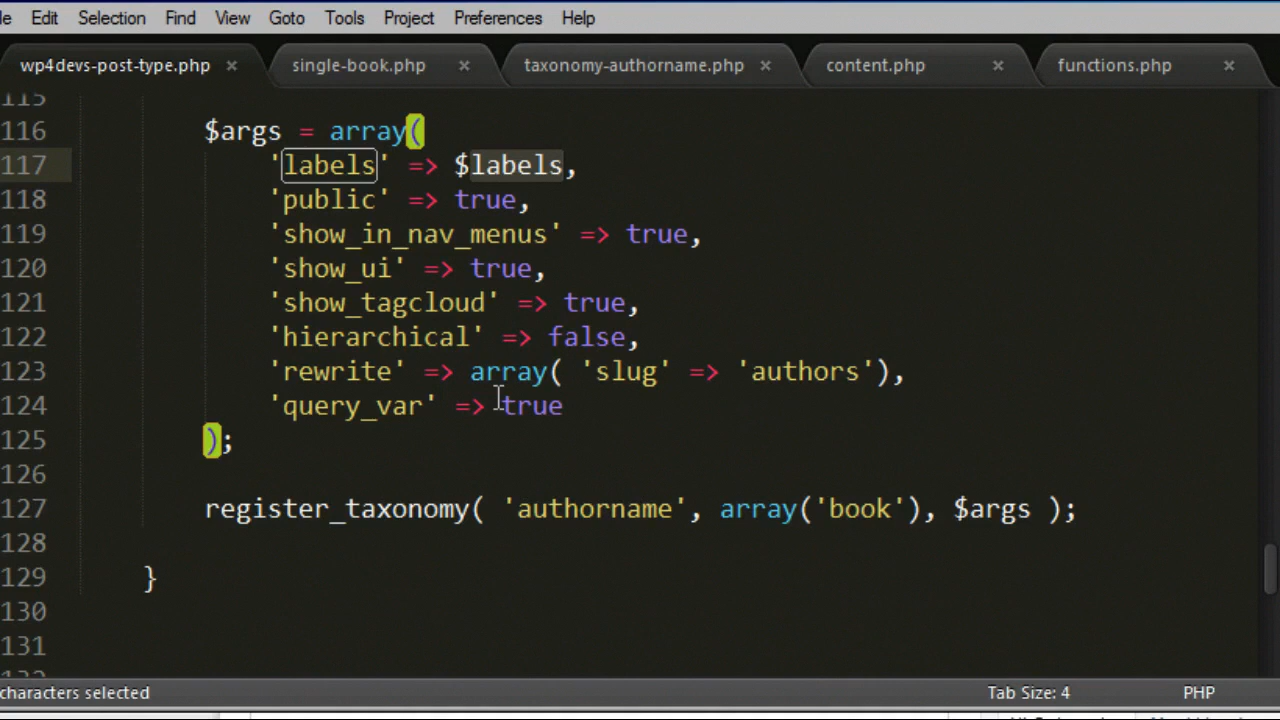 le Edit Selection Find View Goto Tools Project Preferences Help
wp4devs-post-type.php × single-book.php × taxonomy-authorname.php × content.php × functions.php ×
115
116 $args = array(
117 'labels' => $labels,
118 'public' => true,
119 'show_in_nav_menus' => true,
120 'show_ui' => true,
121 'show_tagcloud' => true,
122 'hierarchical' => false,
123 'rewrite' => array( 'slug' => 'authors'),
124 'query_var' => true
125 );
126
127 register_taxonomy( 'authorname', array('book'), $args );
128
129 }
130
131
characters selected Tab Size: 4 PHP